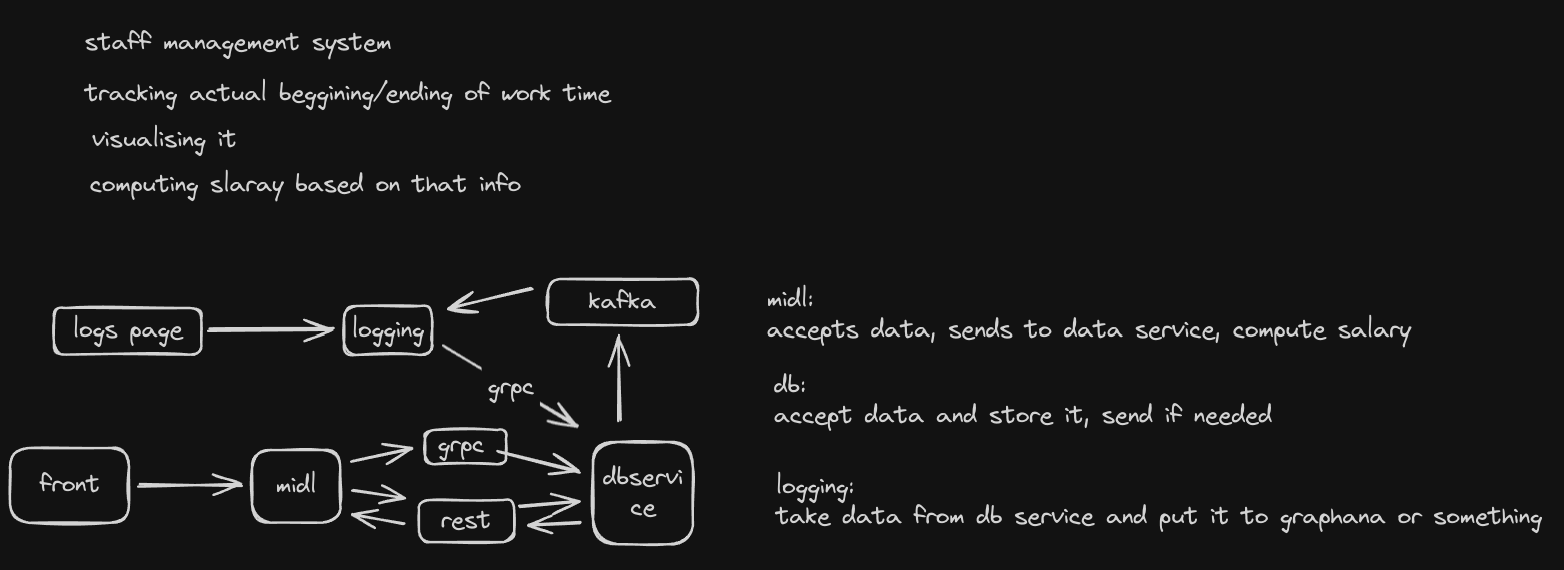 staff management system
tracking actual beggining/ending of work time
visualising it
computing slaray based on that info
kafka
logs page
logging
grpc
grpc
front
midl
rest
dbservi
ce
midl:
accepts data, sends to data service, compute salary
db:
accept data and store it, send if needed
logging:
take data from db service and put it to graphana or something